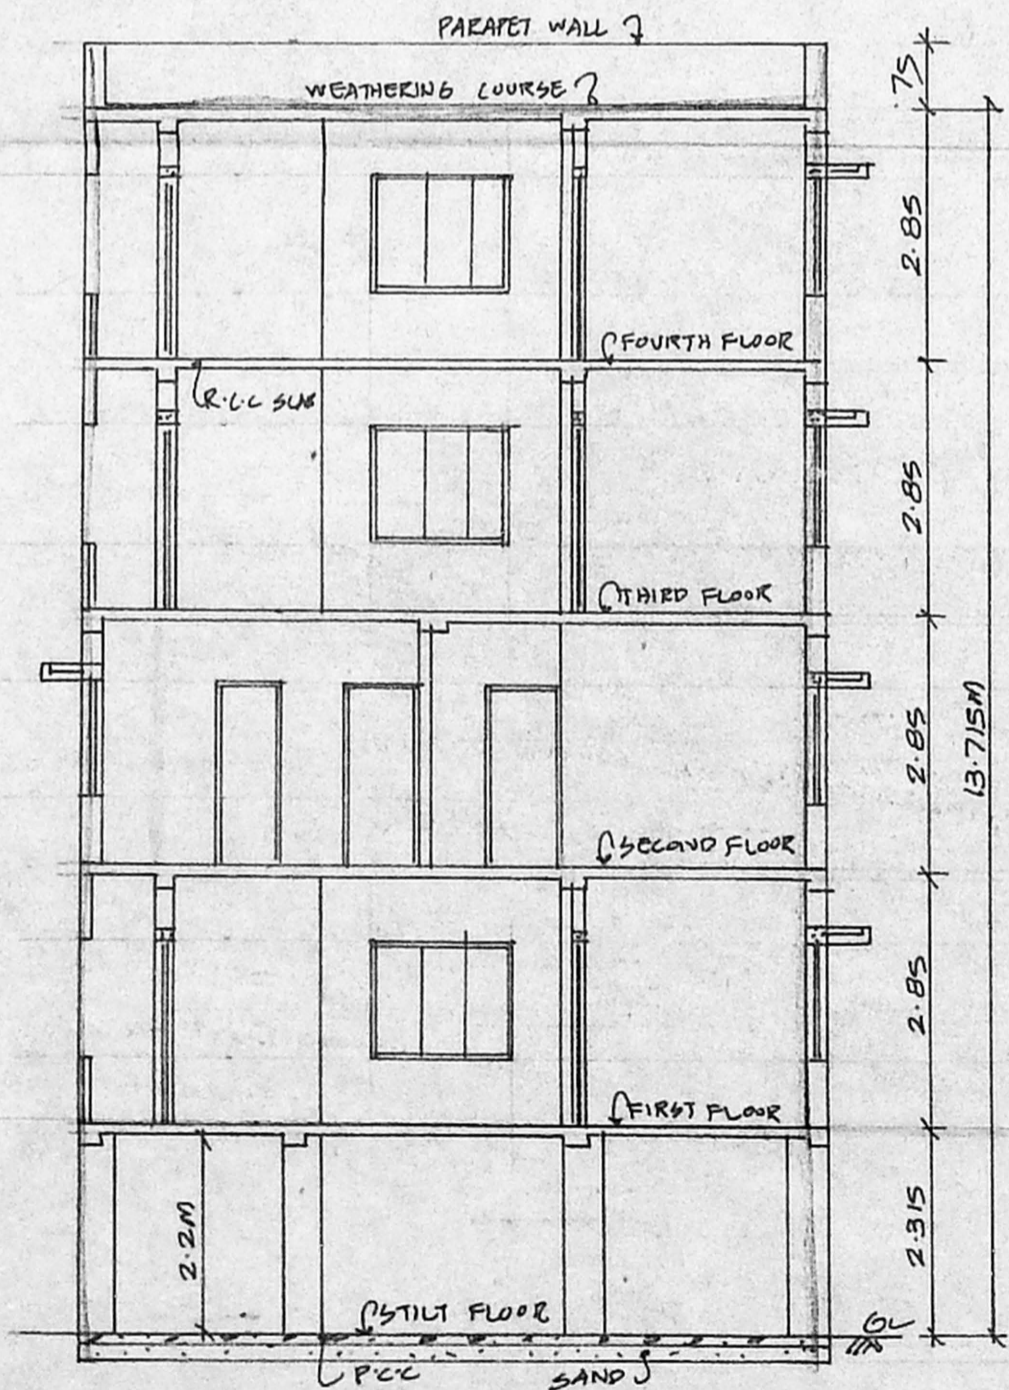 PARAPET WALL
.75
WEATHERING COURSE
2.85
FOURTH FLOOR
R.C.C SLAB
2.85
THIRD FLOOR
2.85
13.715M
SECOND FLOOR
2.85
FIRST FLOOR
2.2M
2.315
STILT FLOOR
GL
P.C.C
SAND